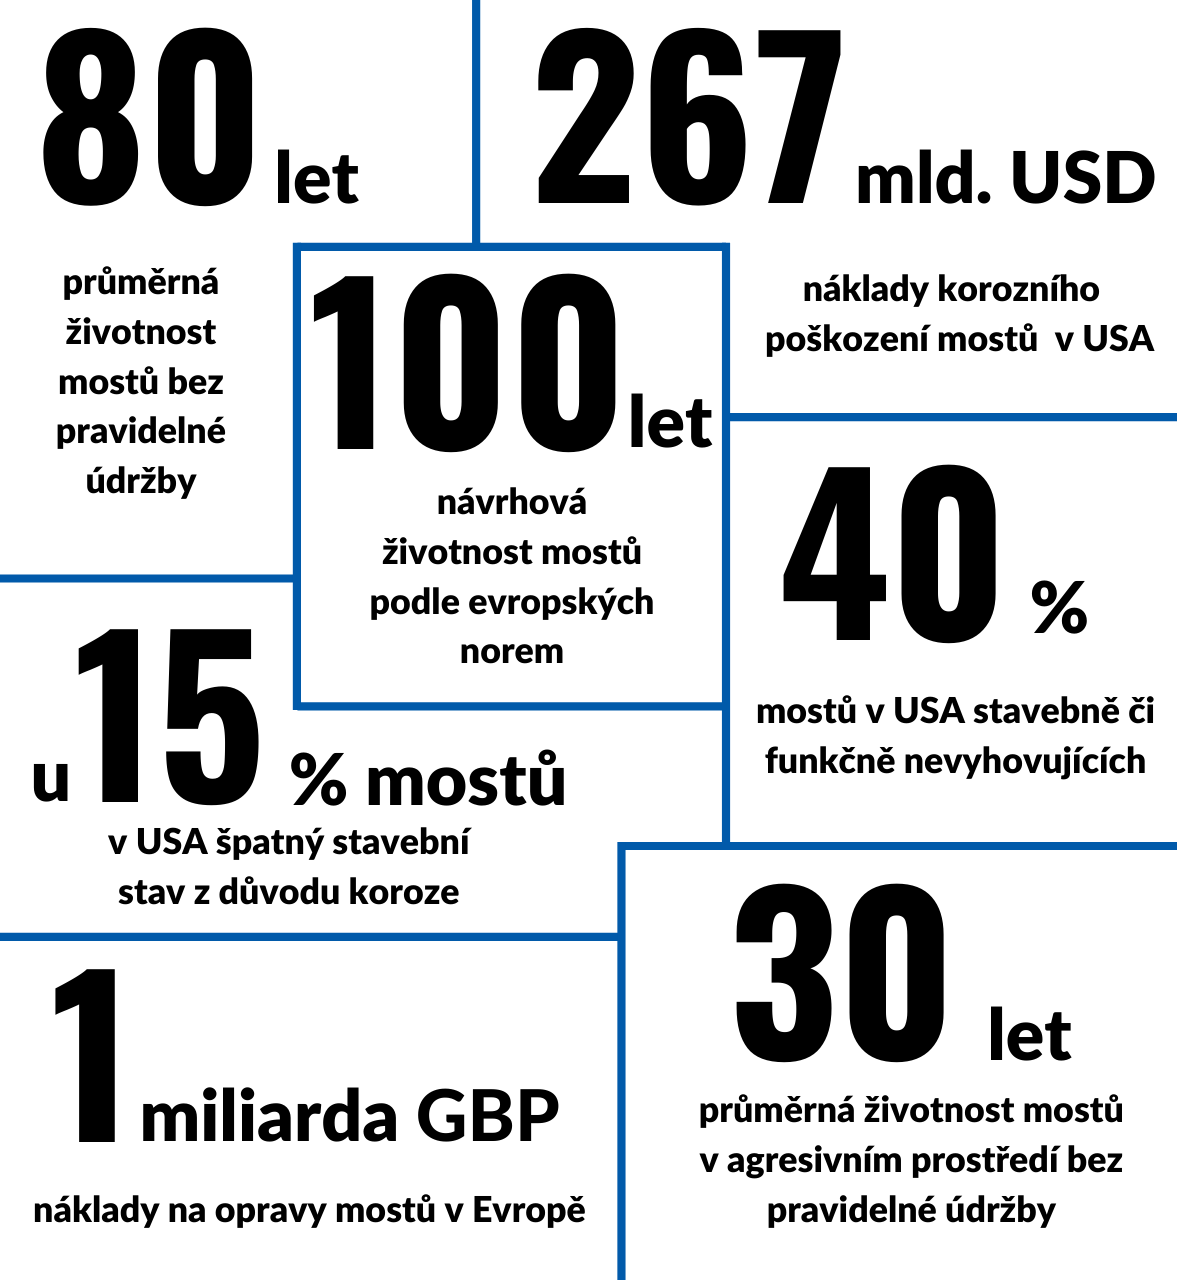 80 let
průměrná
životnost
mostů bez
pravidelné
údržby
267 mld. USD
náklady korozního
poškození mostů v USA
100 let
návrhová
životnost mostů
podle evropských
norem
40 %
mostů v USA stavebně či
funkčně nevyhovujících
u 15 % mostů
v USA špatný stavební
stav z důvodu koroze
1 miliarda GBP
náklady na opravy mostů v Evropě
30 let
průměrná životnost mostů
v agresivním prostředí bez
pravidelné údržby